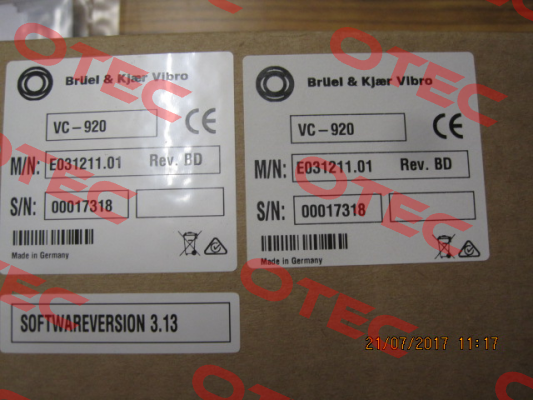 Brüel & Kjær Vibro
VC-920
M/N: E031211.01 Rev. BD
S/N: 00017318
Made in Germany
Brüel & Kjær Vibro
VC-920
M/N: E031211.01 Rev. BD
S/N: 00017318
Made in Germany
SOFTWAREVERSION 3.13
21/07/2017 11:17
OTEC
OTEC
OTEC
OTEC
OTEC
OTEC